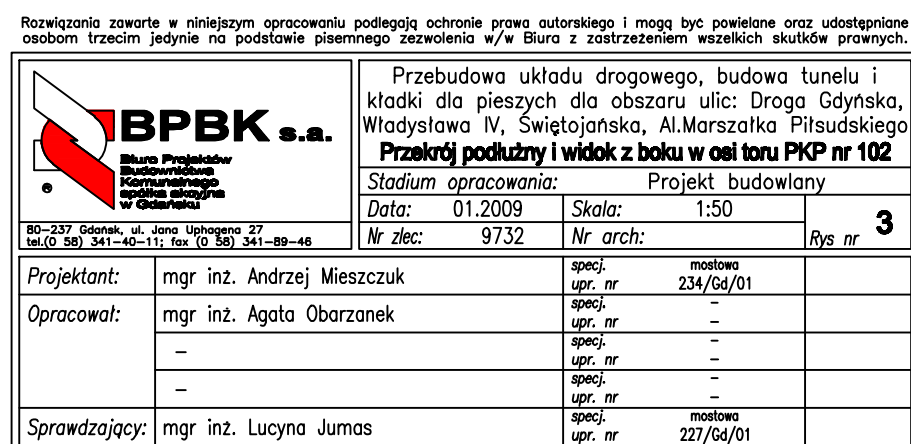 Rozwiązania zawarte w niniejszym opracowaniu podlegają ochronie prawa autorskiego i mogą być powielane oraz udostępniane
osobom trzecim jedynie na podstawie pisemnego zezwolenia w/w Biura z zastrzeżeniem wszelkich skutków prawnych.
BPBK s.a.
Biuro Projektów
Budownictwa
Komunalnego
spółka akcyjna
w Gdańsku
®
80-237 Gdańsk, ul. Jana Uphagena 27
tel.(0 58) 341-40-11; fax (0 58) 341-89-46
Przebudowa układu drogowego, budowa tunelu i
kładki dla pieszych dla obszaru ulic: Droga Gdyńska,
Władysława IV, Świętojańska, Al.Marszałka Piłsudskiego
Przekrój podłużny i widok z boku w osi toru PKP nr 102
Stadium opracowania: Projekt budowlany
Data: 01.2009 Skala: 1:50
Nr zlec: 9732 Nr arch: Rys nr 3
Projektant: mgr inż. Andrzej Mieszczuk specj. mostowa
upr. nr 234/Gd/01
Opracował: mgr inż. Agata Obarzanek specj. –
upr. nr –
– specj. –
upr. nr –
– specj. –
upr. nr –
Sprawdzający: mgr inż. Lucyna Jumas specj. mostowa
upr. nr 227/Gd/01